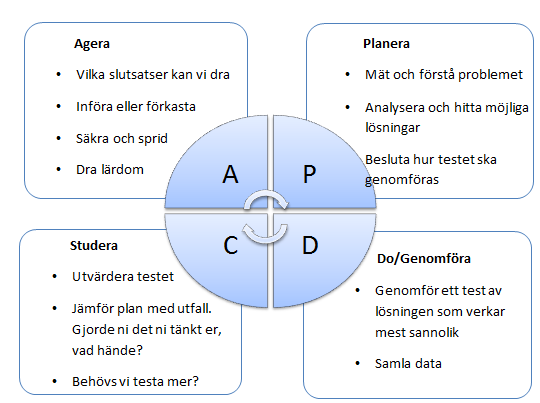 Agera
• Vilka slutsatser kan vi dra
• Införa eller förkasta
• Säkra och sprid
• Dra lärdom
Planera
• Mät och förstå problemet
• Analysera och hitta möjliga
lösningar
Besluta hur testet ska
genomföras
A
P
C
D
Studera
• Utvärdera testet
• Jämför plan med utfall.
Gjorde ni det ni tänkt er,
vad hände?
• Behövs vi testa mer?
Do/Genomföra
• Genomför ett test av
lösningen som verkar
mest sannolik
• Samla data